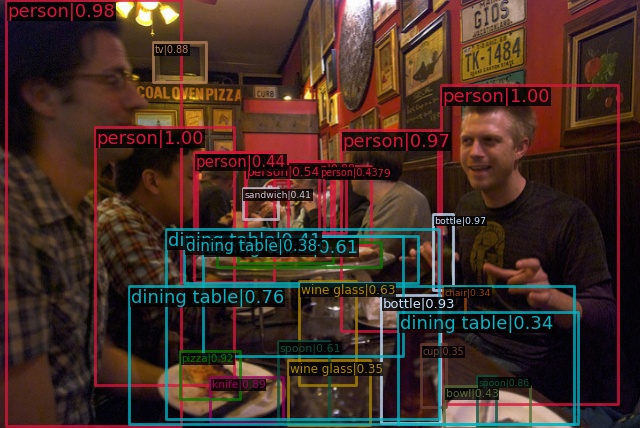 person|0.98
GIOS
tv|0.88
TK-1484
COAL OVEN PIZZA
CURB
person|1.00
person|1.00
person|0.97
person|0.44
person|0.54
person|0.4379
sandwich|0.41
bottle|0.97
dining table|0.41
dining table|0.38
0.61
dining table|0.76
wine glass|0.63
chair|0.34
bottle|0.93
dining table|0.34
spoon|0.61
cup|0.35
pizza|0.92
wine glass|0.35
knife|0.89
spoon|0.86
bowl|0.43